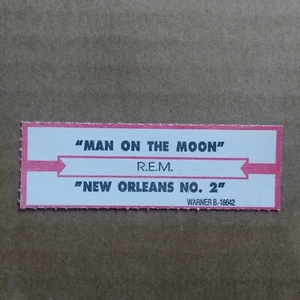 "MAN ON THE MOON"
R.E.M.
"NEW ORLEANS NO. 2"
WARNER B.-18642